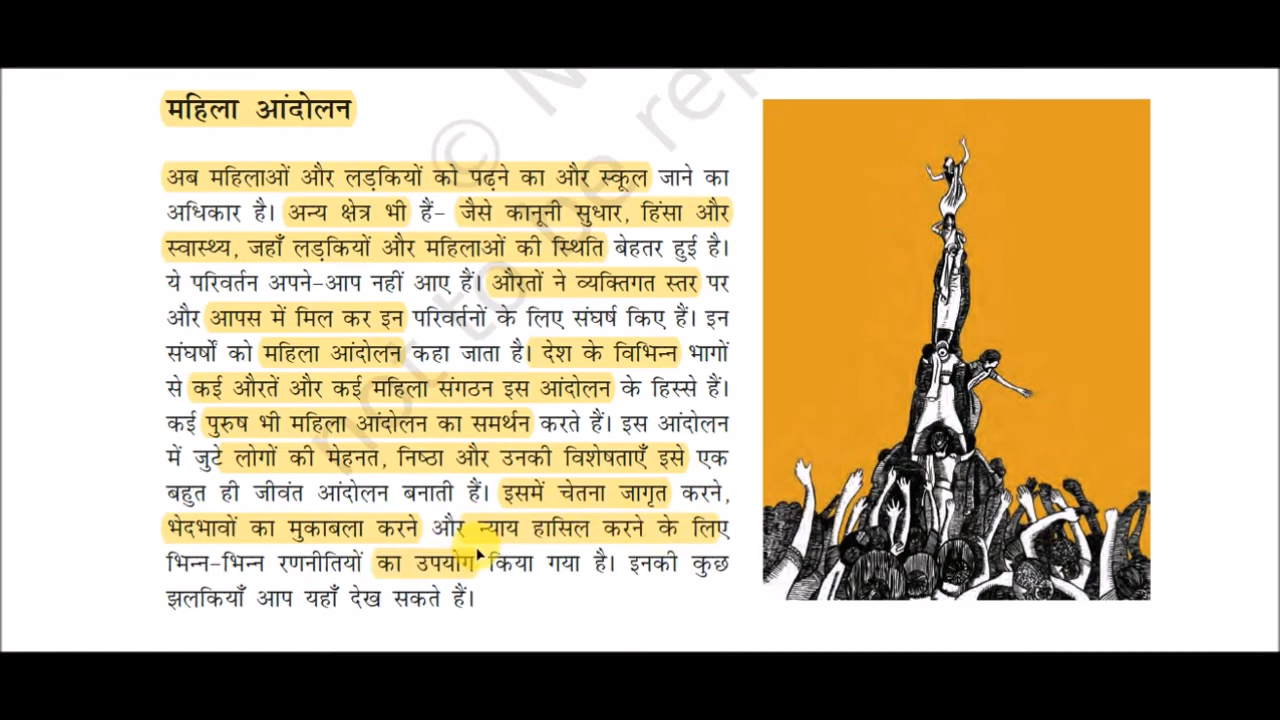 महिला आंदोलन
अब महिलाओं और लड़कियों को पढ़ने का और स्कूल जाने का
अधिकार है। अन्य क्षेत्र भी हैं- जैसे कानूनी सुधार, हिंसा और
स्वास्थ्य, जहाँ लड़कियों और महिलाओं की स्थिति बेहतर हुई है।
ये परिवर्तन अपने-आप नहीं आए हैं। औरतों ने व्यक्तिगत स्तर पर
और आपस में मिल कर इन परिवर्तनों के लिए संघर्ष किए हैं। इन
संघर्षों को महिला आंदोलन कहा जाता है। देश के विभिन्न भागों
से कई औरतें और कई महिला संगठन इस आंदोलन के हिस्से हैं।
कई पुरुष भी महिला आंदोलन का समर्थन करते हैं। इस आंदोलन
में जुटे लोगों की मेहनत, निष्ठा और उनकी विशेषताएँ इसे एक
बहुत ही जीवंत आंदोलन बनाती हैं। इसमें चेतना जागृत करने,
भेदभावों का मुकाबला करने और न्याय हासिल करने के लिए
भिन्न-भिन्न रणनीतियों का उपयोग किया गया है। इनकी कुछ
झलकियाँ आप यहाँ देख सकते हैं।
©
not to be